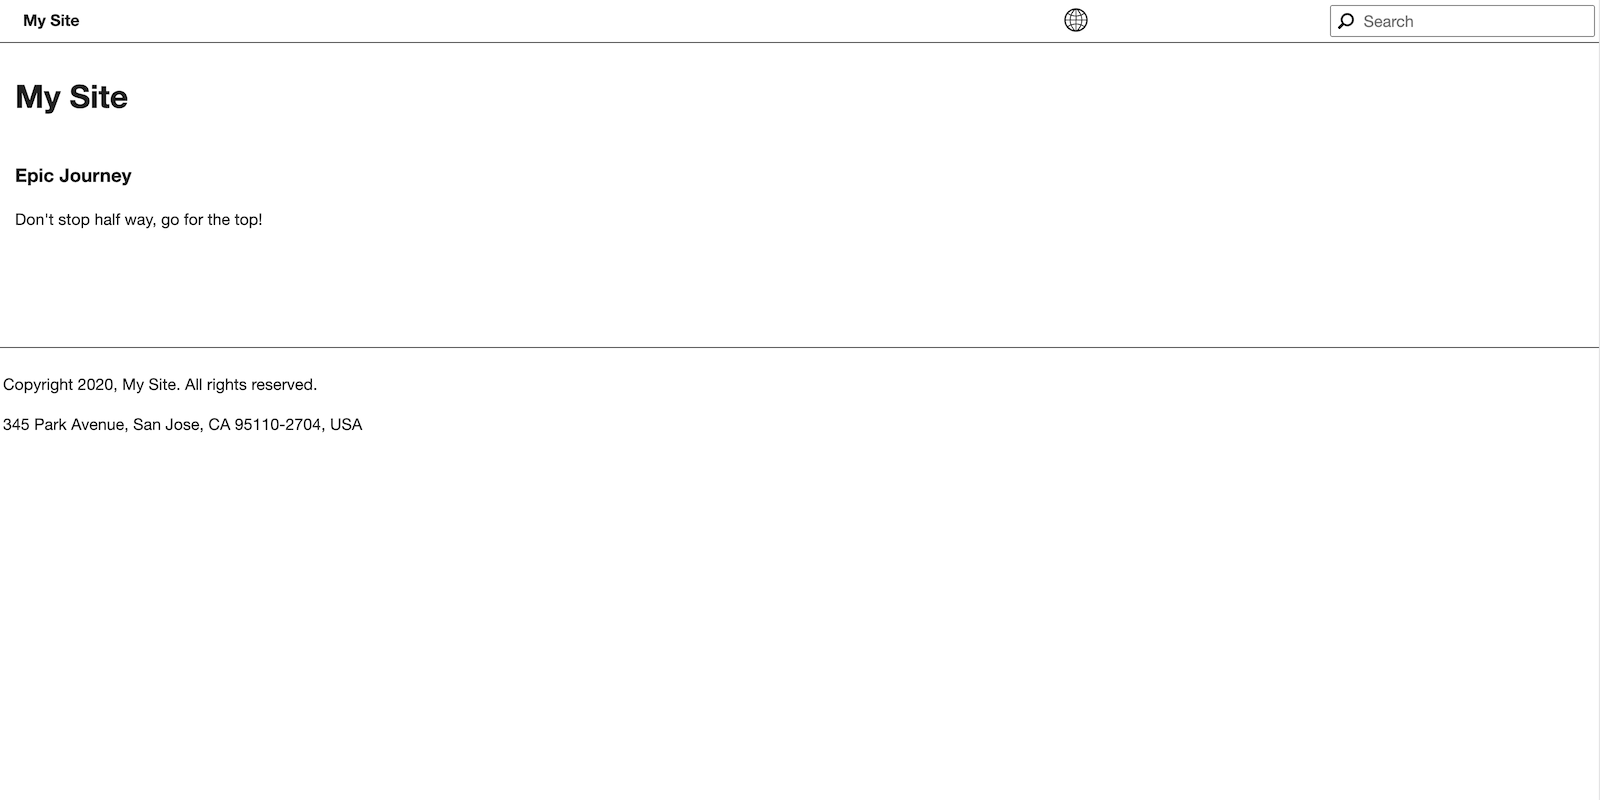 My Site
Search
My Site
Epic Journey
Don't stop half way, go for the top!
Copyright 2020, My Site. All rights reserved.
345 Park Avenue, San Jose, CA 95110-2704, USA